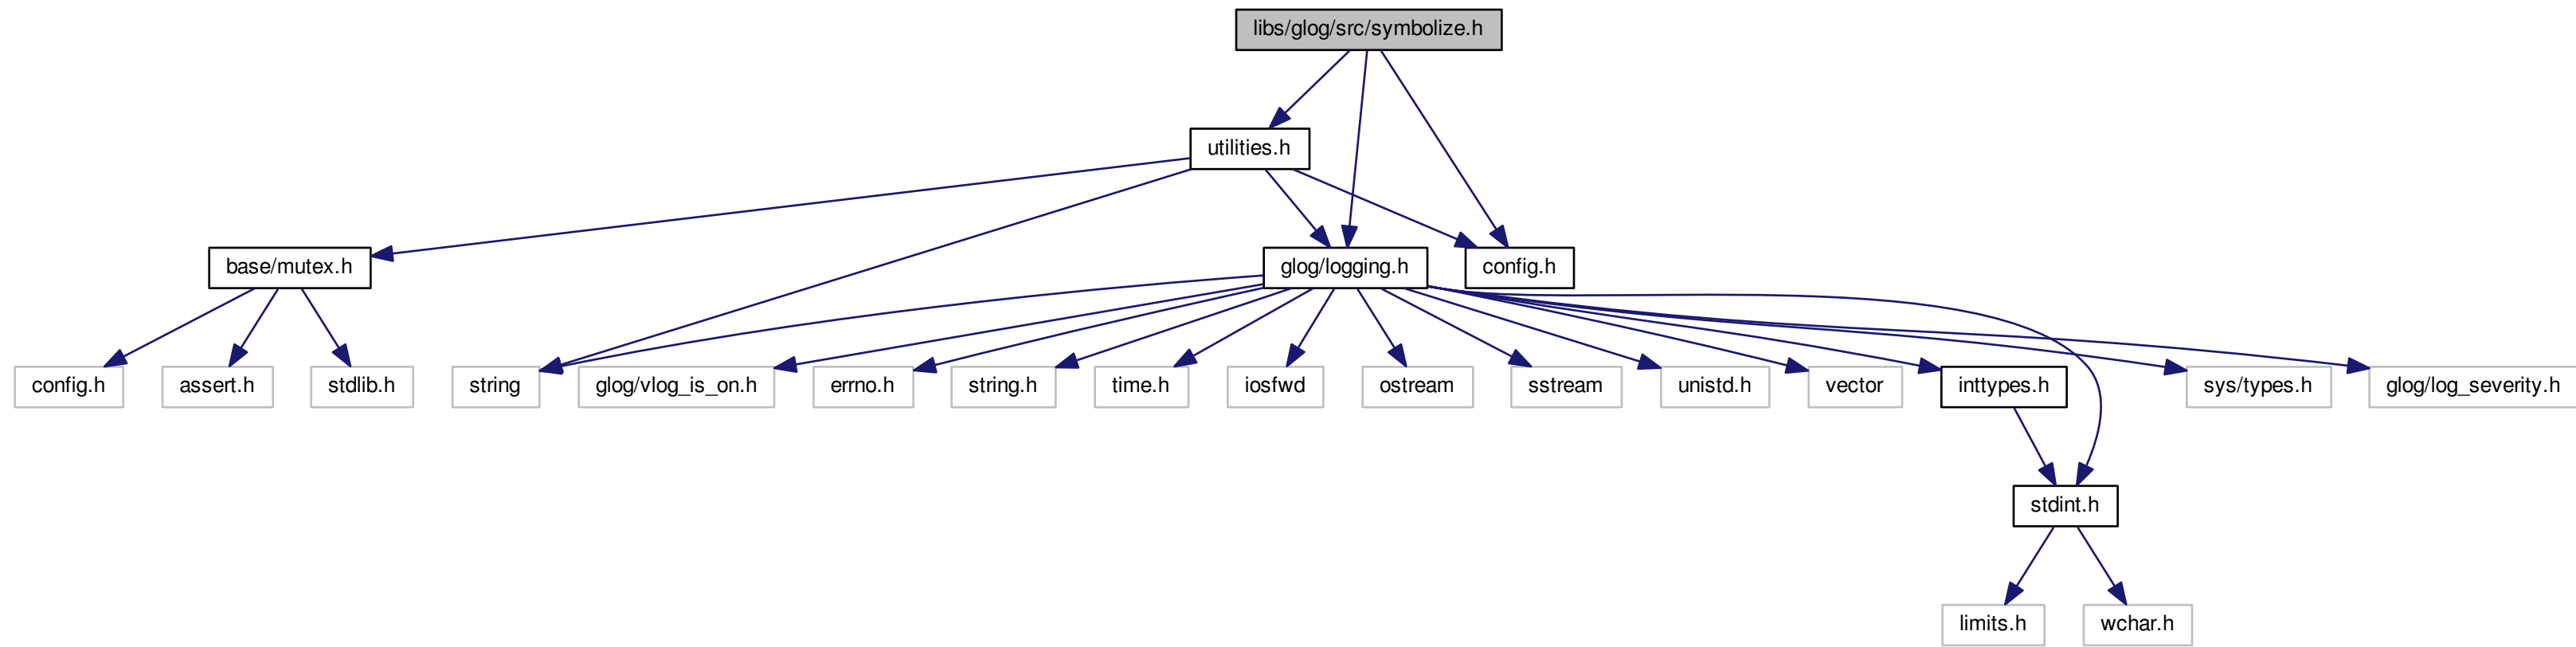 libs/glog/src/symbolize.h
utilities.h
base/mutex.h
glog/logging.h
config.h
config.h
assert.h
stdlib.h
string
glog/vlog_is_on.h
errno.h
string.h
time.h
iosfwd
ostream
sstream
unistd.h
vector
inttypes.h
sys/types.h
glog/log_severity.h
stdint.h
limits.h
wchar.h